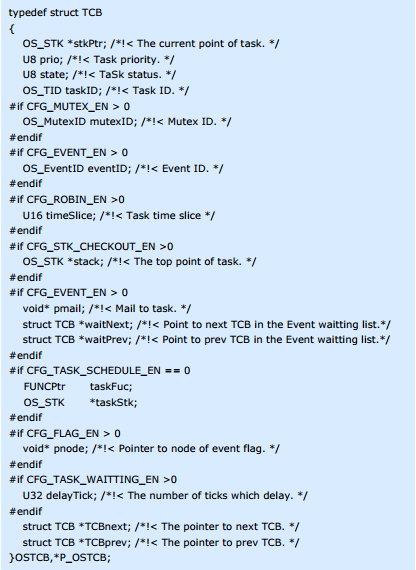 typedef struct TCB
{
OS_STK *stkPtr; /*!< The current point of task. */
U8 prio; /*!< Task priority. */
U8 state; /*!< TaSk status. */
OS_TID taskID; /*!< Task ID. */
#if CFG_MUTEX_EN > 0
OS_MutexID mutexID; /*!< Mutex ID. */
#endif
#if CFG_EVENT_EN > 0
OS_EventID eventID; /*!< Event ID. */
#endif
#if CFG_ROBIN_EN >0
U16 timeSlice; /*!< Task time slice */
#endif
#if CFG_STK_CHECKOUT_EN >0
OS_STK *stack; /*!< The top point of task. */
#endif
#if CFG_EVENT_EN > 0
void* pmail; /*!< Mail to task. */
struct TCB *waitNext; /*!< Point to next TCB in the Event waitting list.*/
struct TCB *waitPrev; /*!< Point to prev TCB in the Event waitting list.*/
#endif
#if CFG_TASK_SCHEDULE_EN == 0
FUNCPtr taskFuc;
OS_STK *taskStk;
#endif
#if CFG_FLAG_EN > 0
void* pnode; /*!< Pointer to node of event flag. */
#endif
#if CFG_TASK_WAITTING_EN >0
U32 delayTick; /*!< The number of ticks which delay. */
#endif
struct TCB *TCBnext; /*!< The pointer to next TCB. */
struct TCB *TCBprev; /*!< The pointer to prev TCB. */
}OSTCB,*P_OSTCB;